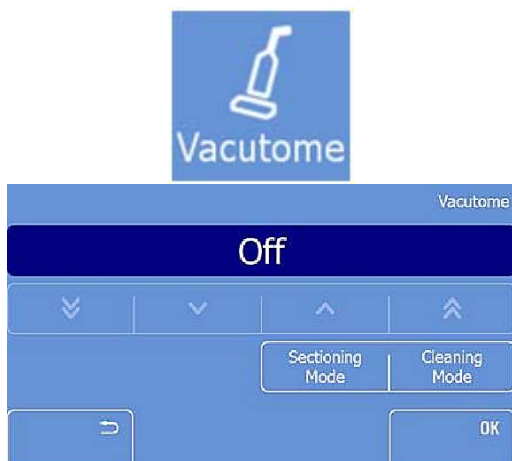 Vacutome
Vacutome
Off
Sectioning Cleaning
Mode Mode
OK